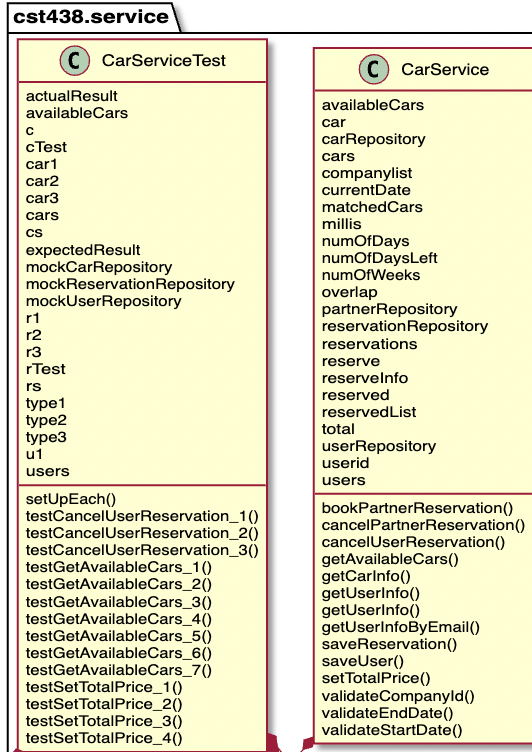 cst438.service
C CarServiceTest
actualResult
availableCars
c
cTest
car1
car2
car3
cars
cs
expectedResult
mockCarRepository
mockReservationRepository
mockUserRepository
r1
r2
r3
rTest
rs
type1
type2
type3
u1
users
setUpEach()
testCancelUserReservation_1()
testCancelUserReservation_2()
testCancelUserReservation_3()
testGetAvailableCars_1()
testGetAvailableCars_2()
testGetAvailableCars_3()
testGetAvailableCars_4()
testGetAvailableCars_5()
testGetAvailableCars_6()
testGetAvailableCars_7()
testSetTotalPrice_1()
testSetTotalPrice_2()
testSetTotalPrice_3()
testSetTotalPrice_4()
C CarService
availableCars
car
carRepository
cars
companylist
currentDate
matchedCars
millis
numOfDays
numOfDaysLeft
numOfWeeks
overlap
partnerRepository
reservationRepository
reservations
reserve
reserveInfo
reserved
reservedList
total
userRepository
userid
users
bookPartnerReservation()
cancelPartnerReservation()
cancelUserReservation()
getAvailableCars()
getCarInfo()
getUserInfo()
getUserInfo()
getUserInfoByEmail()
saveReservation()
saveUser()
setTotalPrice()
validateCompanyId()
validateEndDate()
validateStartDate()